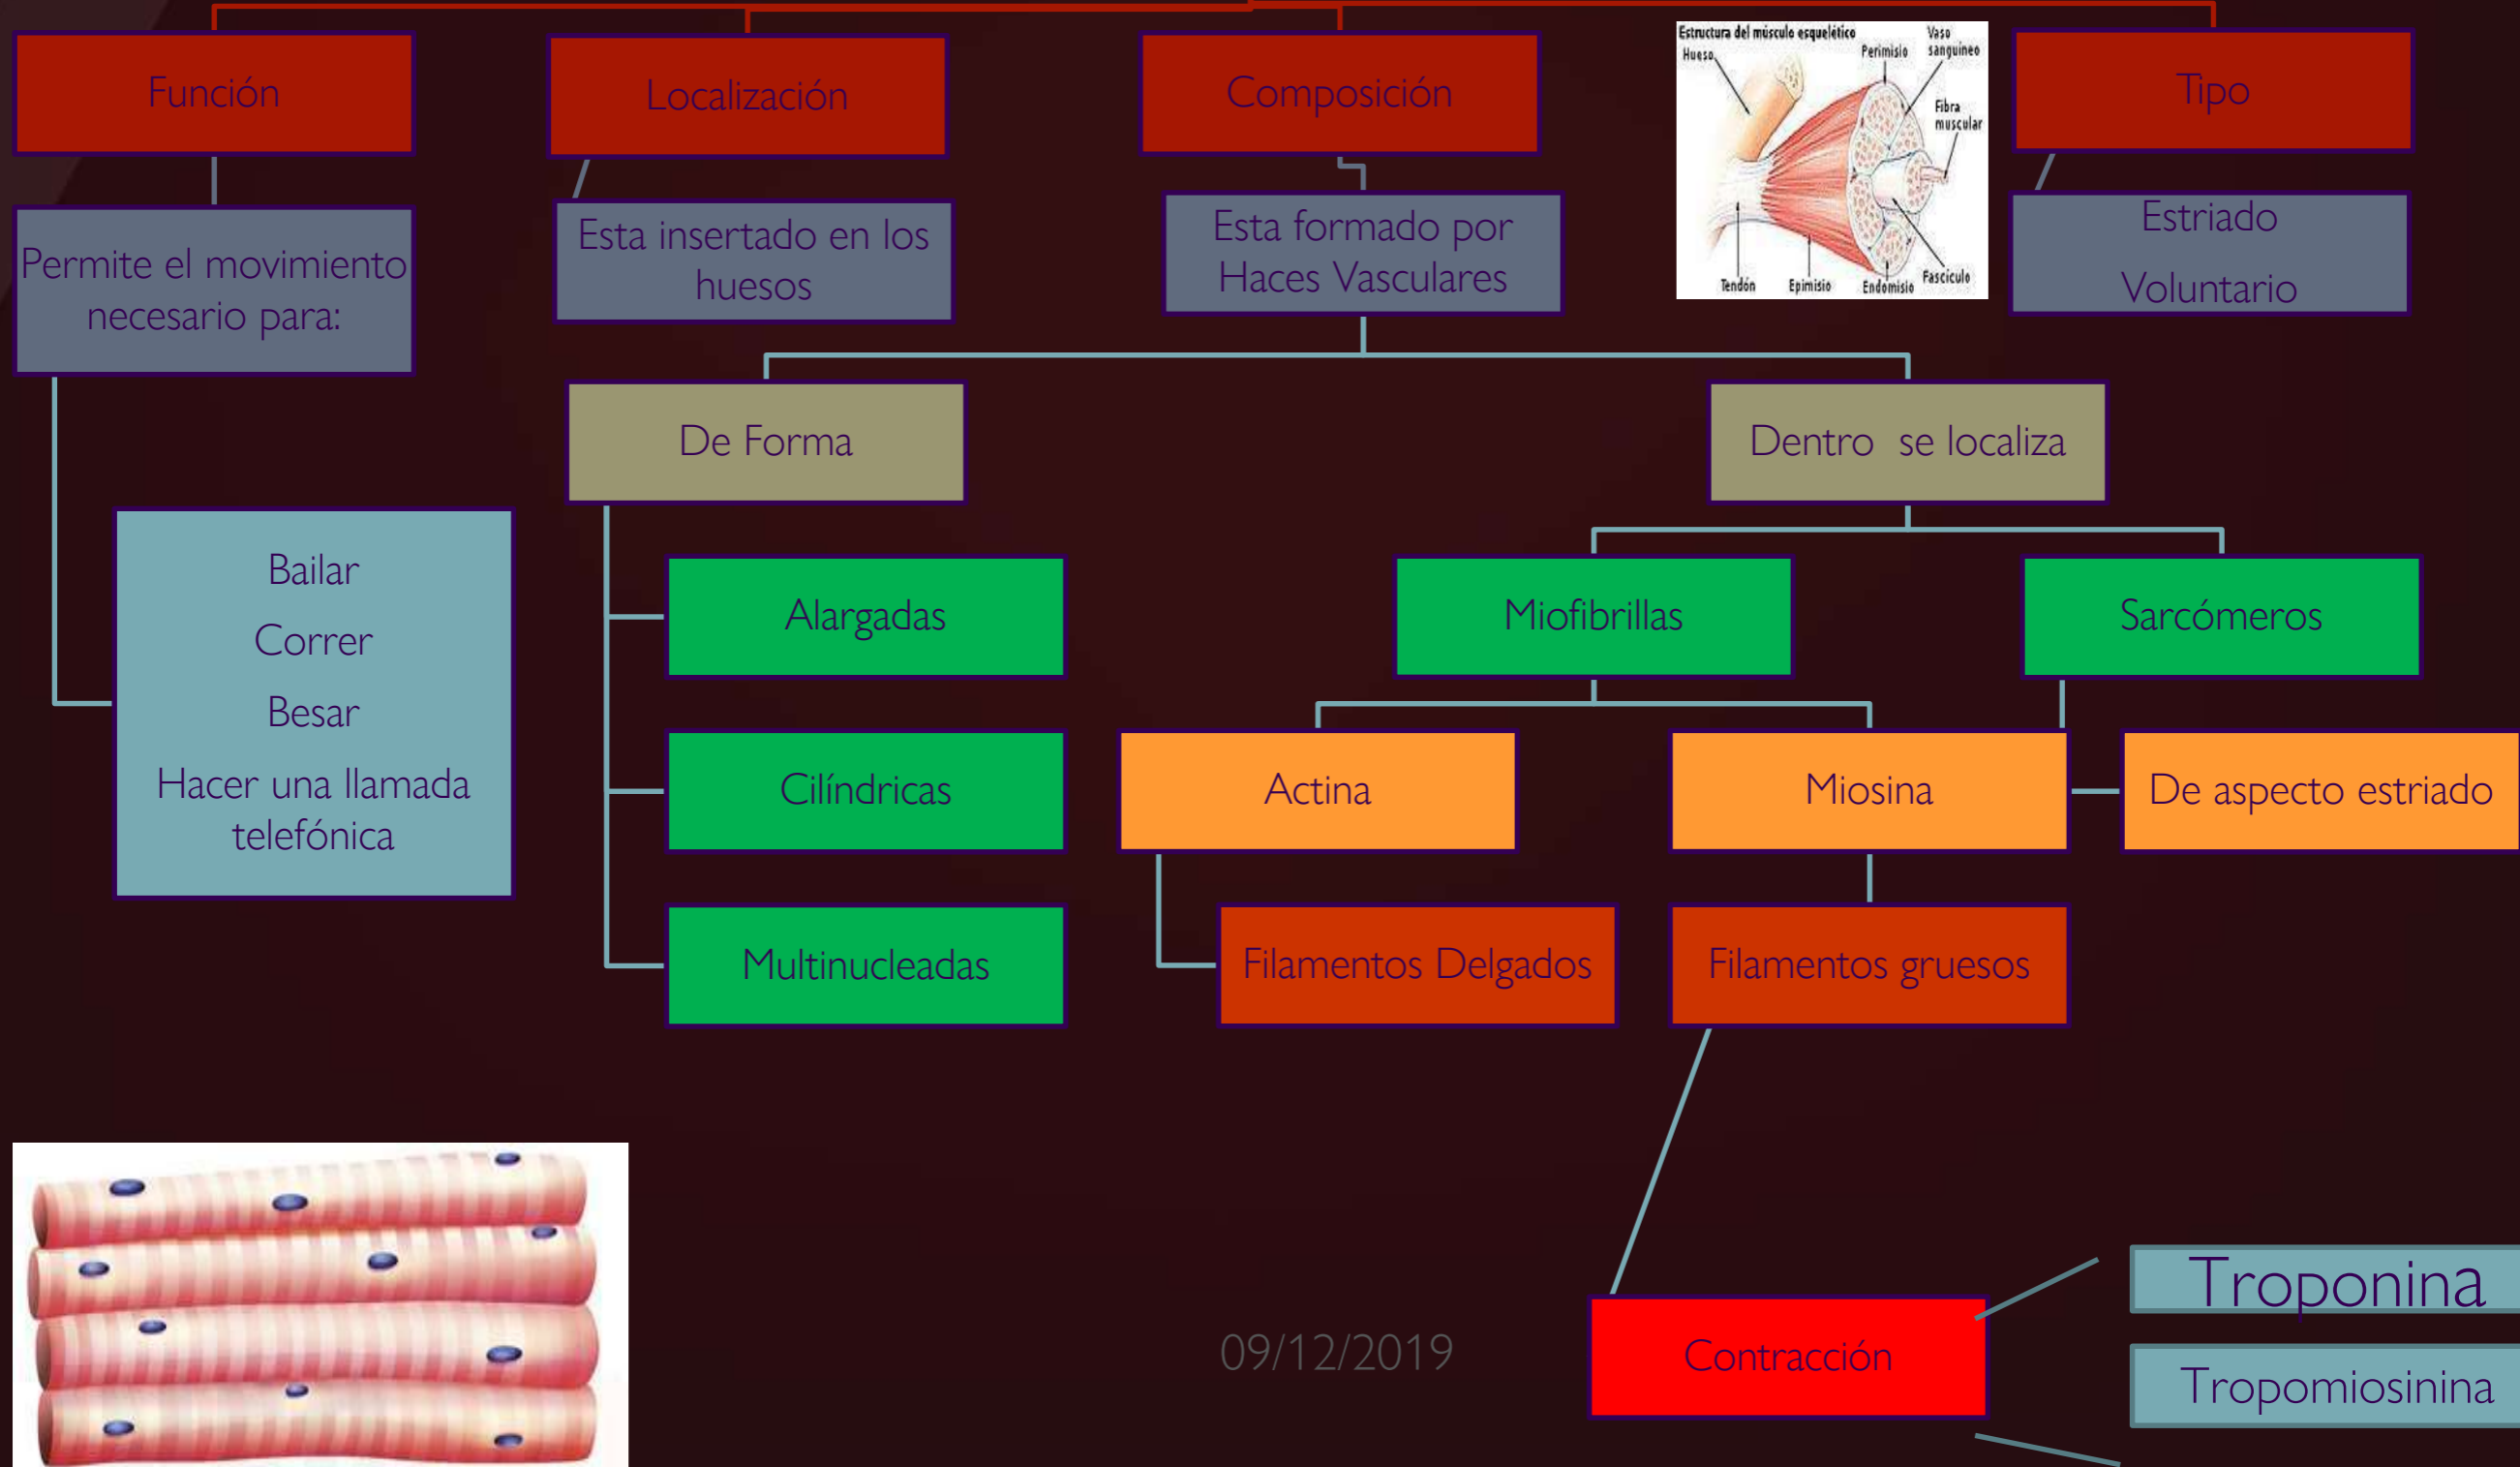 Función
Localización
Composición
Estructura del músculo esquelético
Hueso
Perimisio
Vaso
sanguíneo
Fibra
muscular
Tendón
Epimisio
Endomisio
Fascículo
Tipo
Permite el movimiento
necesario para:
Esta insertado en los
huesos
Esta formado por
Haces Vasculares
Estriado
Voluntario
De Forma
Dentro se localiza
Bailar
Correr
Besar
Hacer una llamada
telefónica
Alargadas
Miofibrillas
Sarcómeros
Cilíndricas
Actina
Miosina
De aspecto estriado
Multinucleadas
Filamentos Delgados
Filamentos gruesos
Troponina
09/12/2019
Contracción
Tropomiosinina